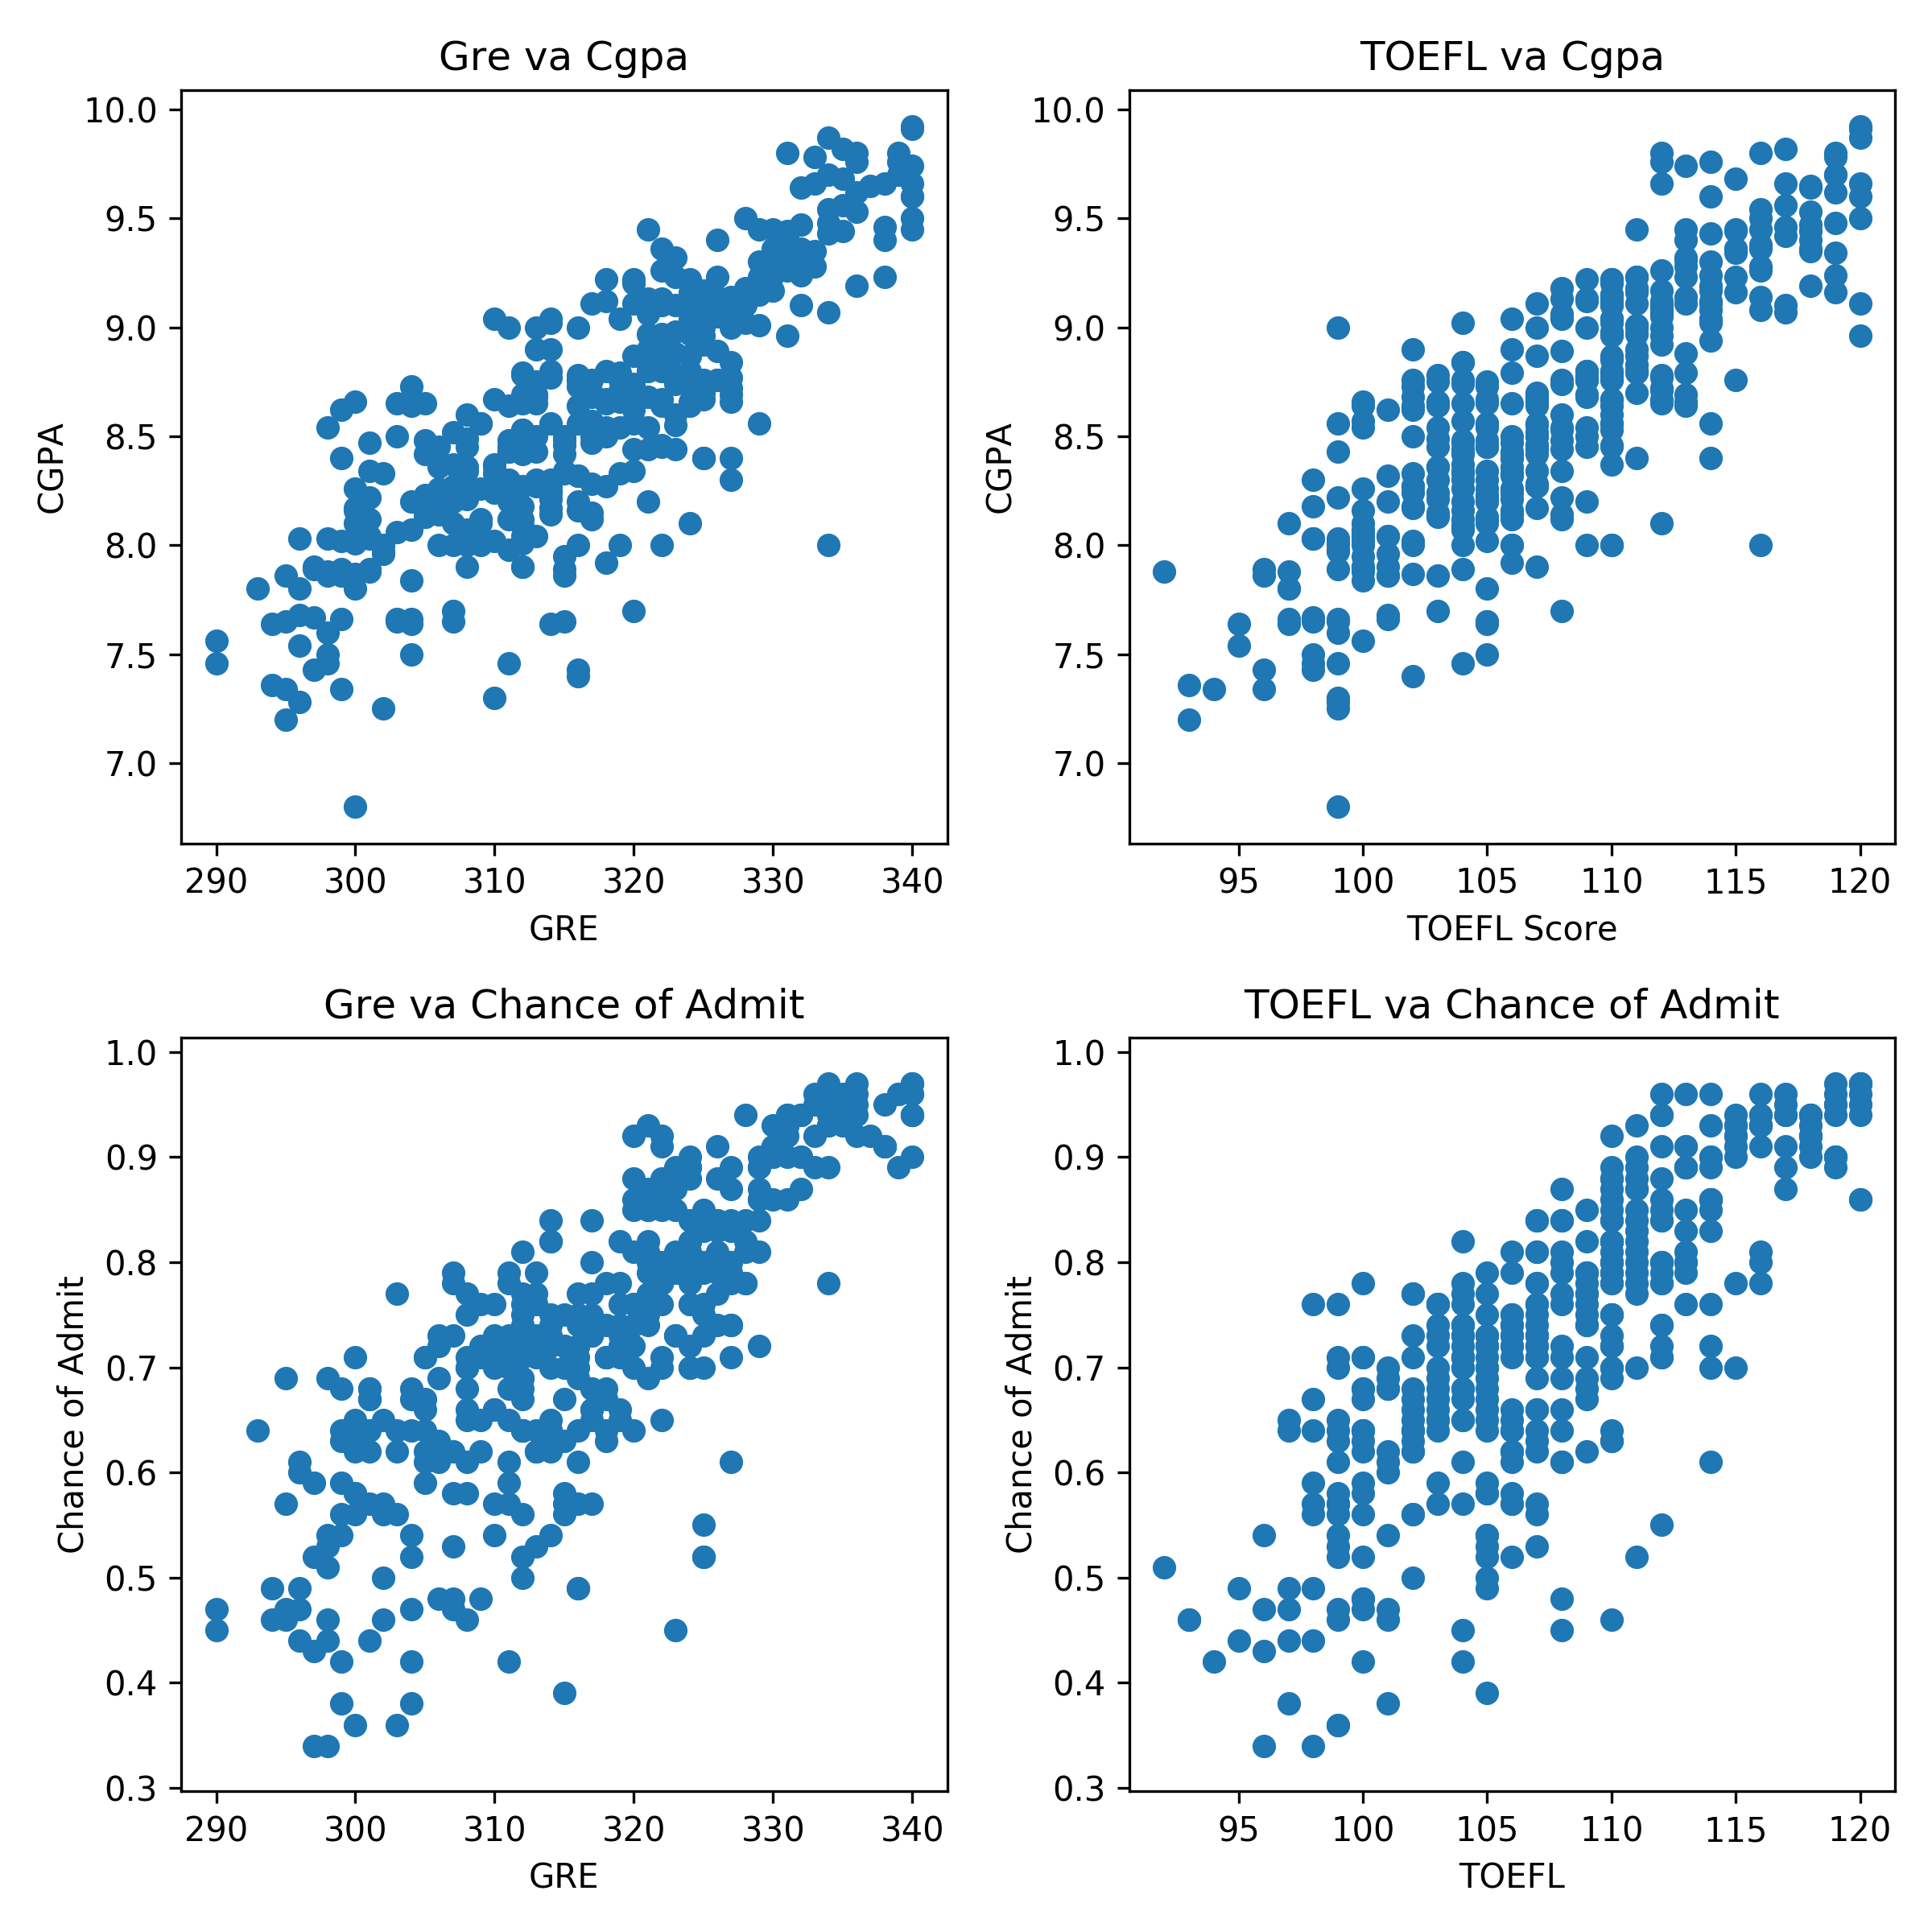 Gre va Cgpa
10.0
9.5
9.0
8.5
8.0
7.5
7.0
CGPA
290 300 310 320 330 340
GRE
TOEFL va Cgpa
10.0
9.5
9.0
8.5
8.0
7.5
7.0
CGPA
95 100 105 110 115 120
TOEFL Score
Gre va Chance of Admit
1.0
0.9
0.8
0.7
0.6
0.5
0.4
0.3
Chance of Admit
290 300 310 320 330 340
GRE
TOEFL va Chance of Admit
1.0
0.9
0.8
0.7
0.6
0.5
0.4
0.3
Chance of Admit
95 100 105 110 115 120
TOEFL